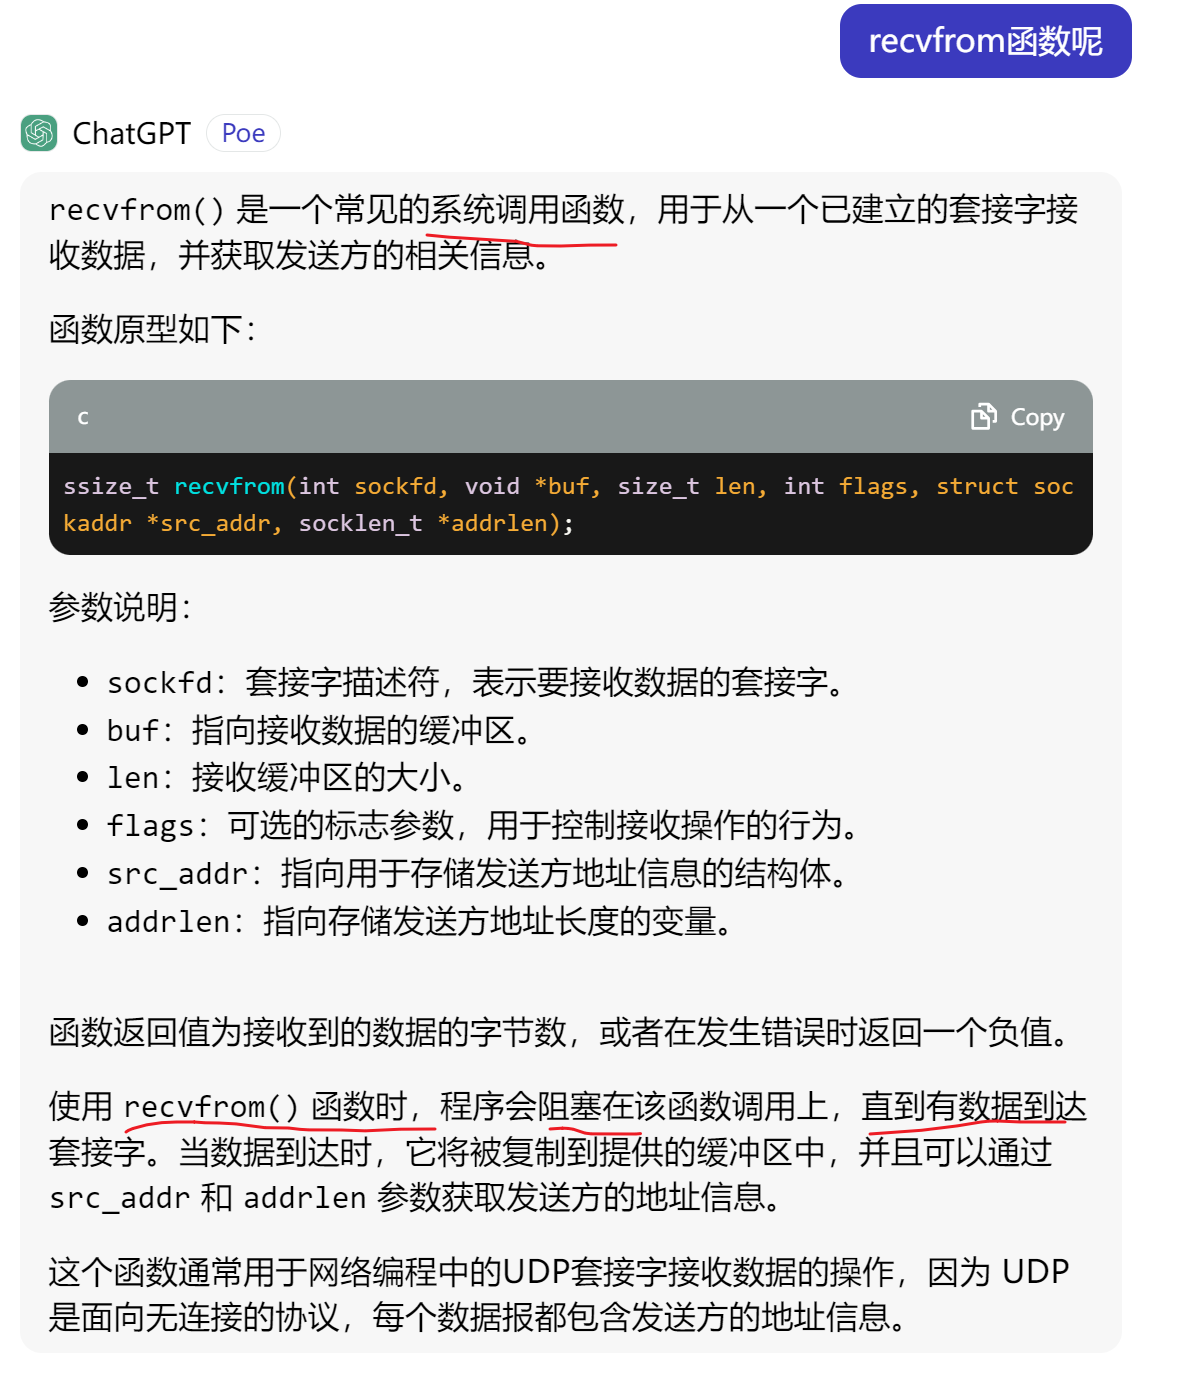 recvfrom函数呢
ChatGPT Poe
recvfrom() 是一个常见的系统调用函数，用于从一个已建立的套接字接
收数据，并获取发送方的相关信息。
函数原型如下：
c Copy
ssize_t recvfrom(int sockfd, void *buf, size_t len, int flags, struct soc
kaddr *src_addr, socklen_t *addrlen);
参数说明：
• sockfd：套接字描述符，表示要接收数据的套接字。
• buf：指向接收数据的缓冲区。
• len：接收缓冲区的大小。
• flags：可选的标志参数，用于控制接收操作的行为。
• src_addr：指向用于存储发送方地址信息的结构体。
• addrlen：指向存储发送方地址长度的变量。
函数返回值为接收到的数据的字节数，或者在发生错误时返回一个负值。
使用 recvfrom() 函数时，程序会阻塞在该函数调用上，直到有数据到达
套接字。当数据到达时，它将被复制到提供的缓冲区中，并且可以通过
src_addr 和 addrlen 参数获取发送方的地址信息。
这个函数通常用于网络编程中的UDP套接字接收数据的操作，因为 UDP
是面向无连接的协议，每个数据报都包含发送方的地址信息。